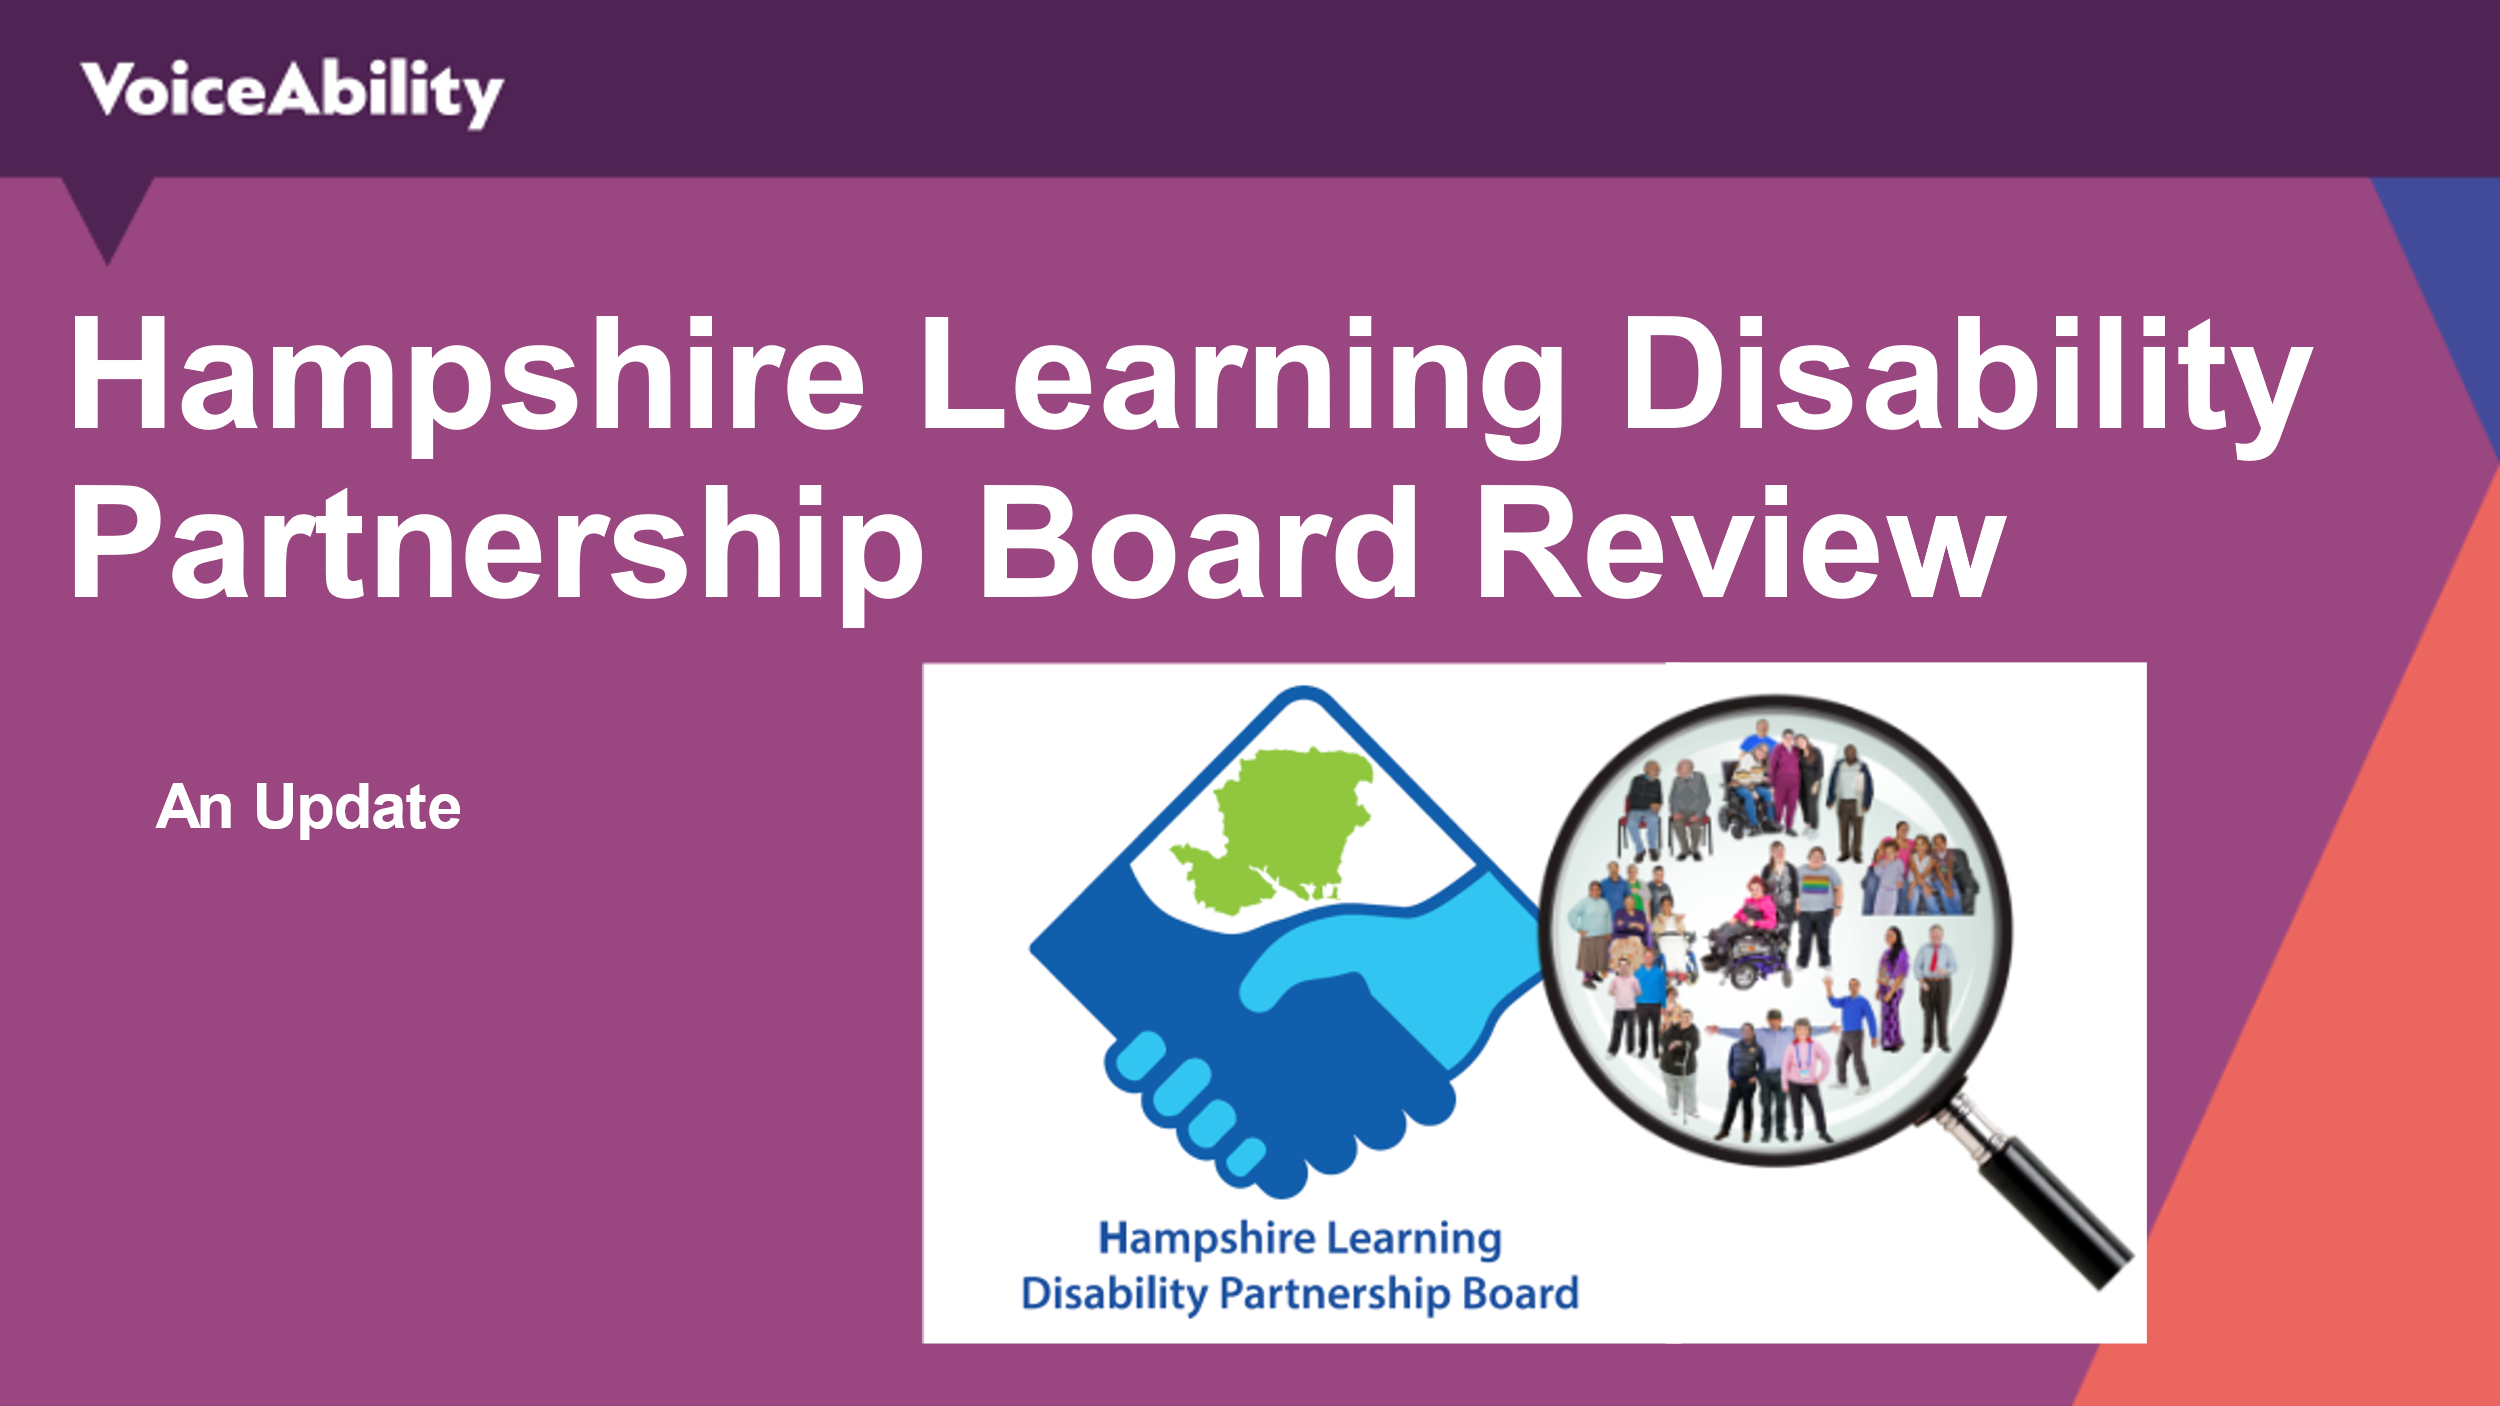 VoiceAbility
Hampshire Learning Disability
Partnership Board Review
An Update
Hampshire Learning
Disability Partnership Board